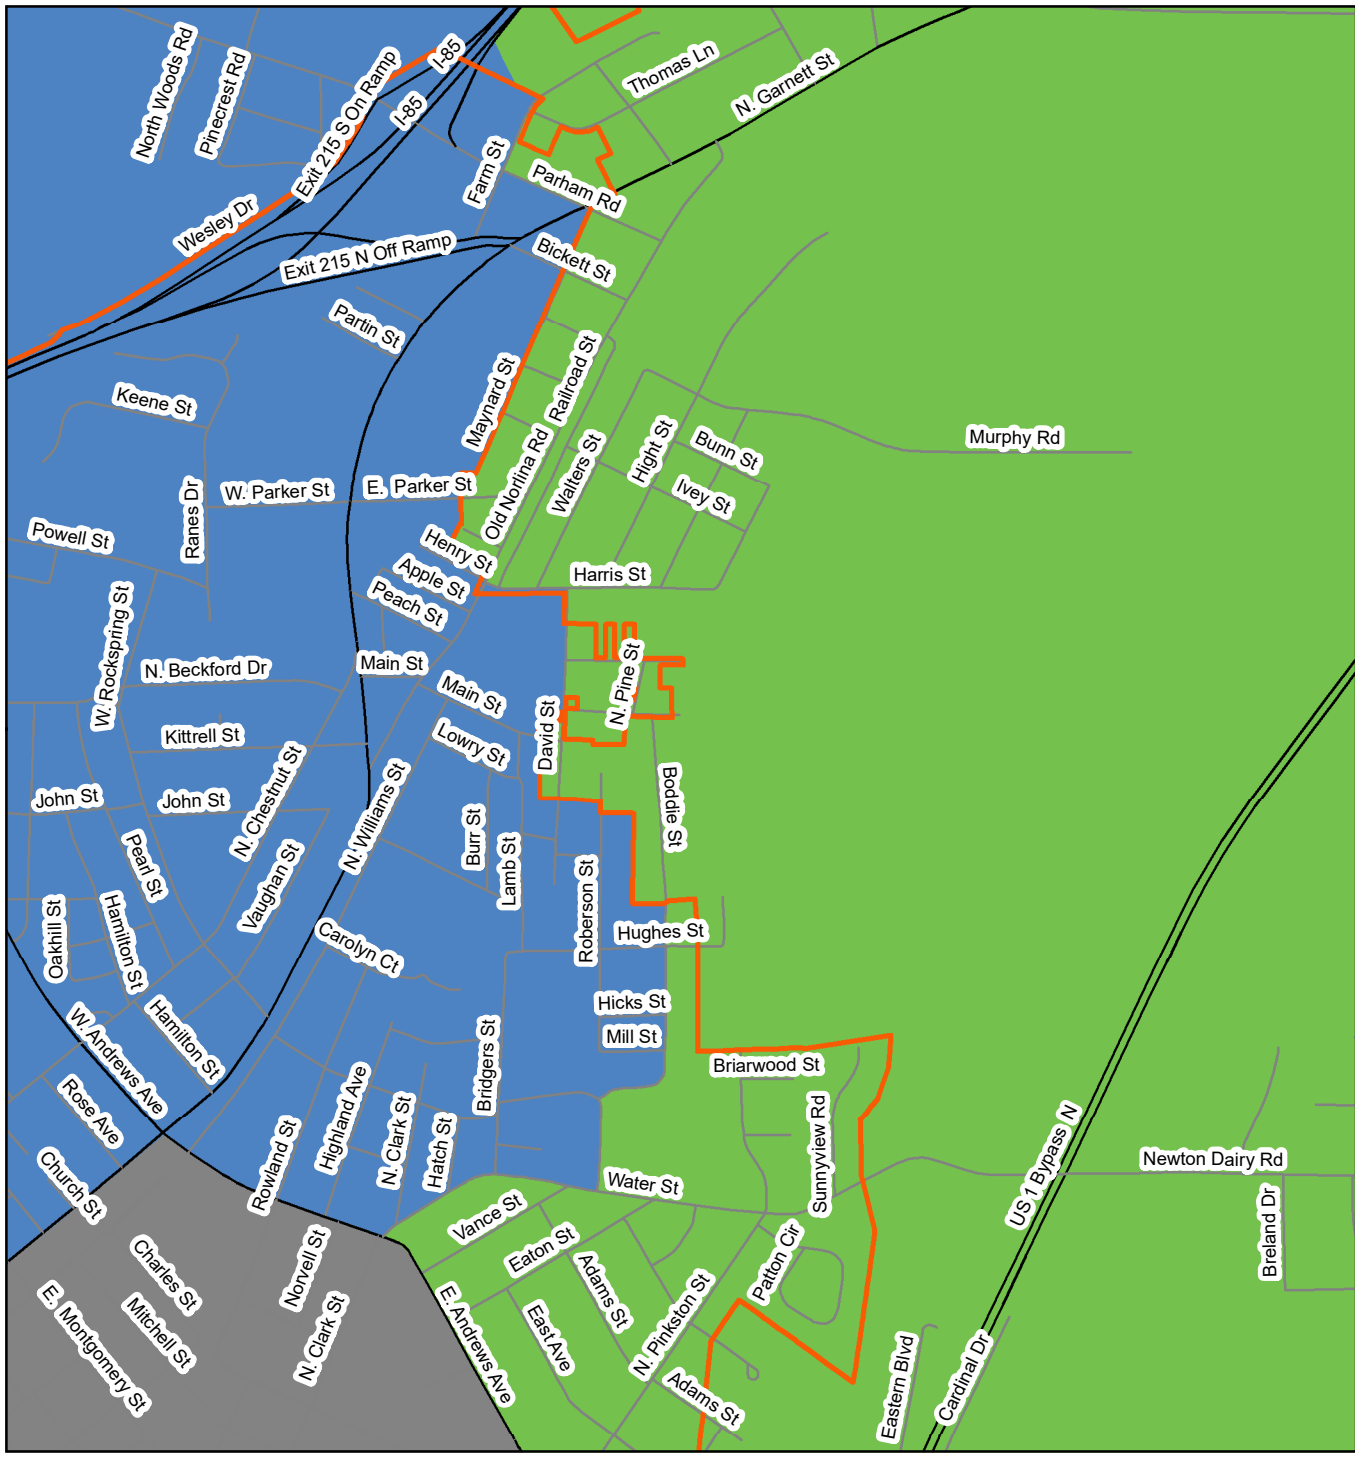 North Woods Rd
Pinecrest Rd
Exit 215 S On Ramp
I-85
I-85
Thomas Ln
N. Garnett St
Farm St
Parham Rd
Wesley Dr
Exit 215 N Off Ramp
Bickett St
Partin St
Keene St
Maynard St
Railroad St
Old Norlina Rd
Walters St
Hight St
Bunn St
Ivey St
Murphy Rd
Ranes Dr
W. Parker St
E. Parker St
Powell St
Henry St
Apple St
Peach St
Harris St
W. Rockspring St
N. Beckford Dr
Main St
Main St
N. Pine St
Kittrell St
Lowry St
David St
John St
John St
N. Chestnut St
N. Williams St
Boddie St
Pearl St
Vaughan St
Burr St
Lamb St
Roberson St
Oakhill St
Hamilton St
Carolyn Ct
Hughes St
Hicks St
Mill St
W. Andrews Ave
Hamilton St
Bridgers St
Briarwood St
Rose Ave
Rowland St
Highland Ave
N. Clark St
Hatch St
Sunnyview Rd
US 1 Bypass N
Newton Dairy Rd
Church St
Water St
Vance St
Eaton St
Breland Dr
Charles St
Norvell St
Patton Cir
Adams St
E. Montgomery St
Mitchell St
N. Clark St
E. Andrews Ave
East Ave
N. Pinkston St
Adams St
Eastern Blvd
Cardinal Dr